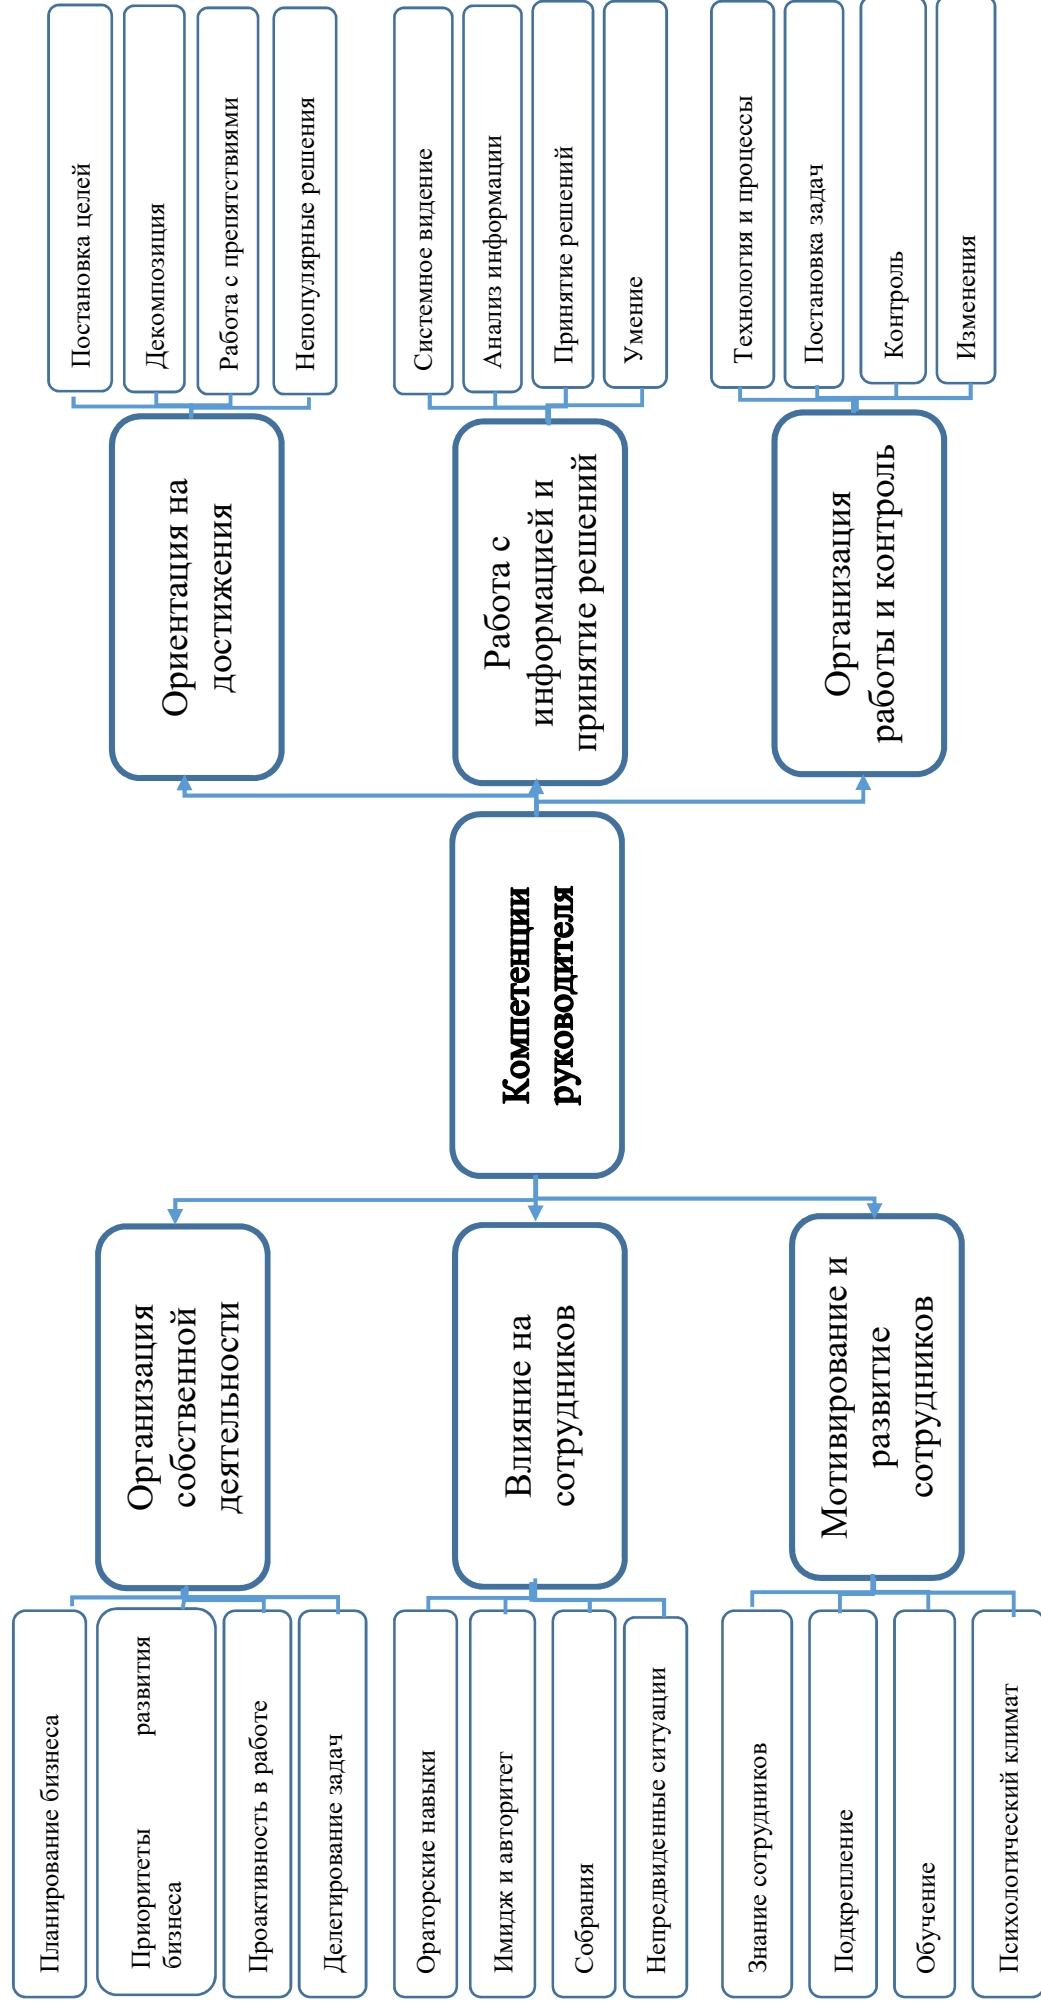 Планирование бизнеса
Приоритеты развития
бизнеса
Проактивность в работе
Делегирование задач
Организация
собственной
деятельности
Ораторские навыки
Имидж и авторитет
Собрания
Непредвиденные ситуации
Влияние на
сотрудников
Знание сотрудников
Подкрепление
Обучение
Психологический климат
Мотивирование и
развитие
сотрудников
Компетенции
руководителя
Ориентация на
достижения
Постановка целей
Декомпозиция
Работа с препятствиями
Непопулярные решения
Работа с
информацией и
принятие решений
Системное видение
Анализ информации
Принятие решений
Умение
Организация
работы и контроль
Технология и процессы
Постановка задач
Контроль
Изменения